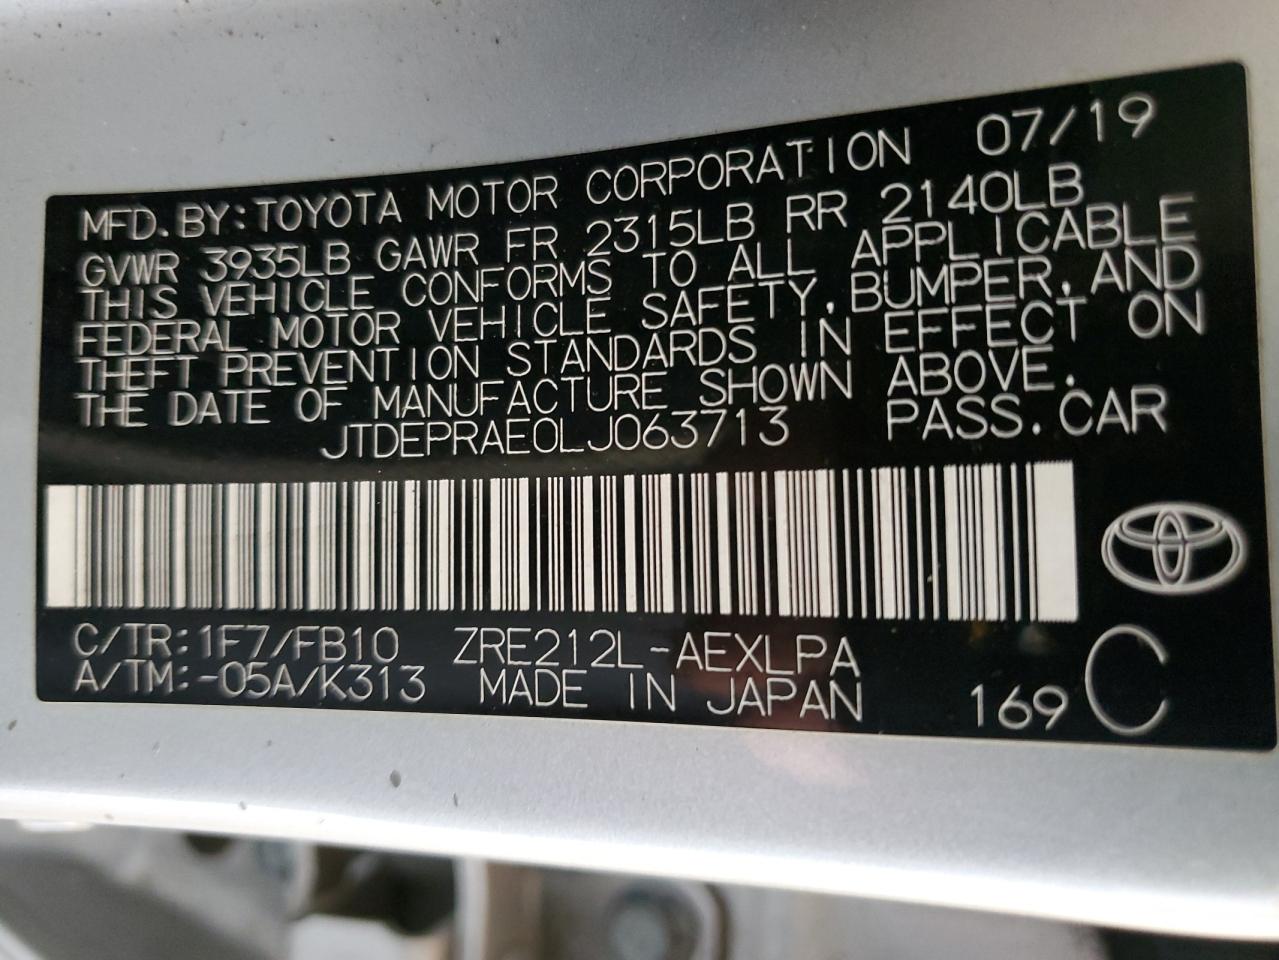 MFD. BY: TOYOTA MOTOR CORPORATION 07/19
GVWR 3935LB GAWR FR 2315LB RR 2140LB
THIS VEHICLE CONFORMS TO ALL APPLICABLE
FEDERAL MOTOR VEHICLE SAFETY, BUMPER, AND
THEFT PREVENTION STANDARDS IN EFFECT ON
THE DATE OF MANUFACTURE SHOWN ABOVE.
JTDEPRAE0LJ063713 PASS. CAR
C/TR: 1F7/FB10 ZRE212L-AEXLPA
A/TM: -05A/K313 MADE IN JAPAN 169 C